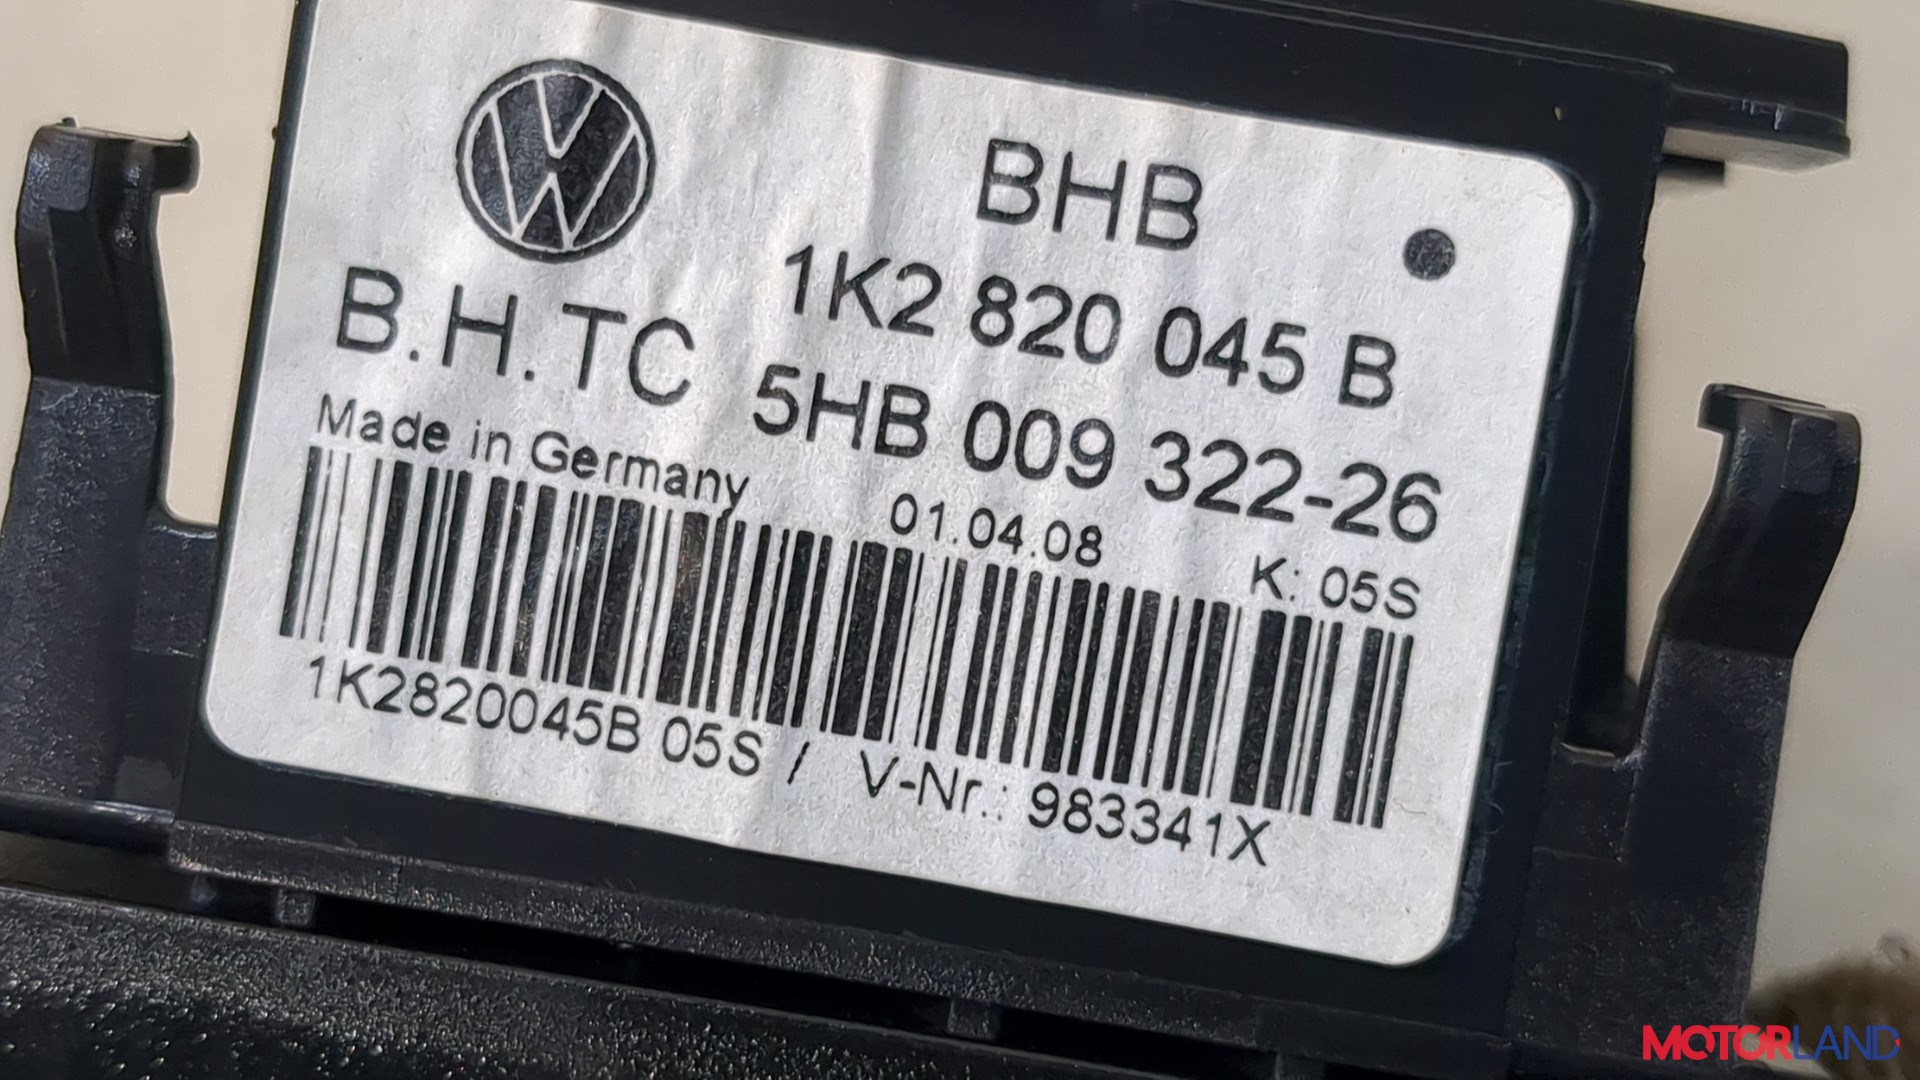 BHB
1K2 820 045 B
B.H.TC 5HB 009 322-26
Made in Germany
01.04.08
K: 05S
1K2820045B 05S / V-Nr.: 983341X
MOTORLAND